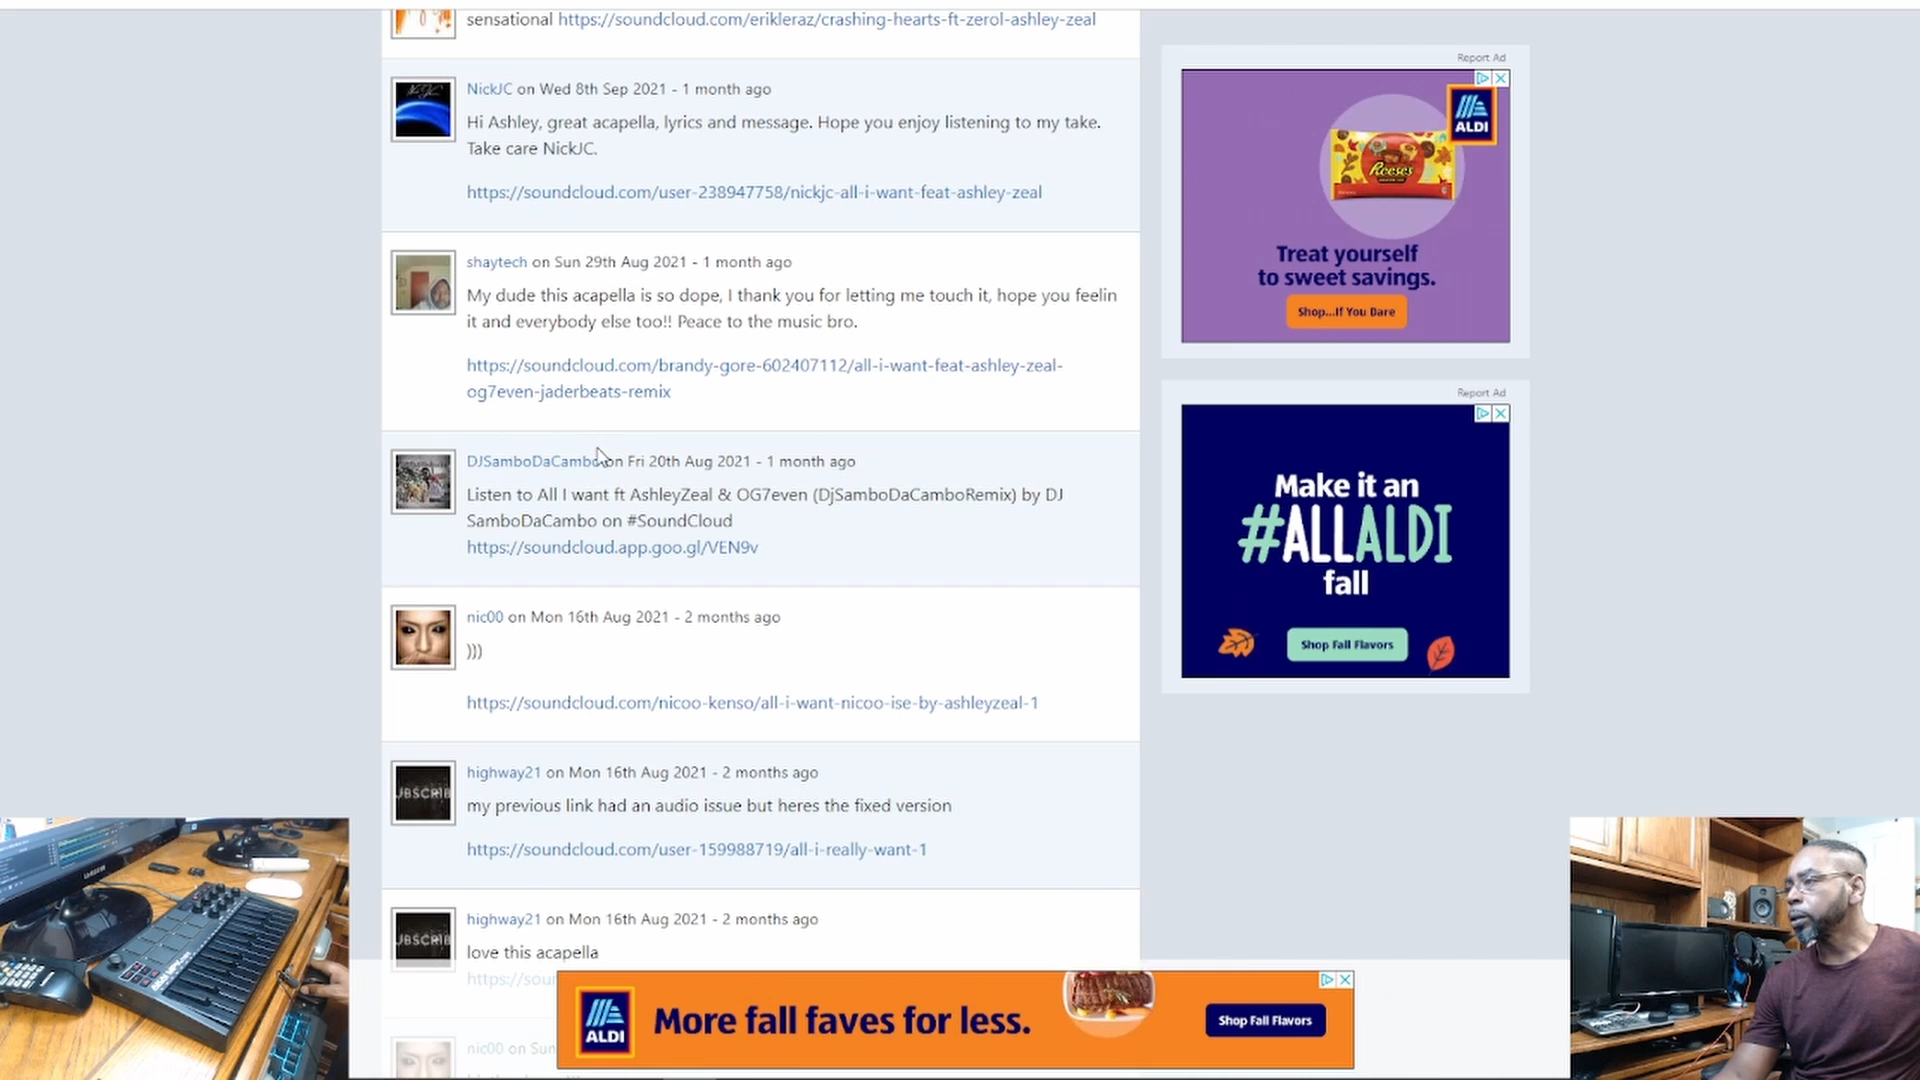 sensational https://soundcloud.com/erikleraz/crashing-hearts-ft-zerol-ashley-zeal
NickJC on Wed 8th Sep 2021 - 1 month ago
Hi Ashley, great acapella, lyrics and message. Hope you enjoy listening to my take.
Take care NickJC.
https://soundcloud.com/user-238947758/nickjc-all-i-want-feat-ashley-zeal
shaytech on Sun 29th Aug 2021 - 1 month ago
My dude this acapella is so dope, I thank you for letting me touch it, hope you feelin
it and everybody else too!! Peace to the music bro.
https://soundcloud.com/brandy-gore-602407112/all-i-want-feat-ashley-zeal-
og7even-jaderbeats-remix
DJSamboDaCambo on Fri 20th Aug 2021 - 1 month ago
Listen to All I want ft AshleyZeal & OG7even (DjSamboDaCamboRemix) by DJ
SamboDaCambo on #SoundCloud
https://soundcloud.app.goo.gl/VEN9v
nic00 on Mon 16th Aug 2021 - 2 months ago
)))
https://soundcloud.com/nicoo-kenso/all-i-want-nicoo-ise-by-ashleyzeal-1
highway21 on Mon 16th Aug 2021 - 2 months ago
UBSCRIB
my previous link had an audio issue but heres the fixed version
https://soundcloud.com/user-159988719/all-i-really-want-1
highway21 on Mon 16th Aug 2021 - 2 months ago
UBSCRIB
love this acapella
https://soun
nic00 on Sun
Report Ad
ALDI
Reese's
Treat yourself
to sweet savings.
Shop...If You Dare
Report Ad
Make it an
#ALLALDI
fall
Shop Fall Flavors
ALDI
More fall faves for less.
Shop Fall Flavors